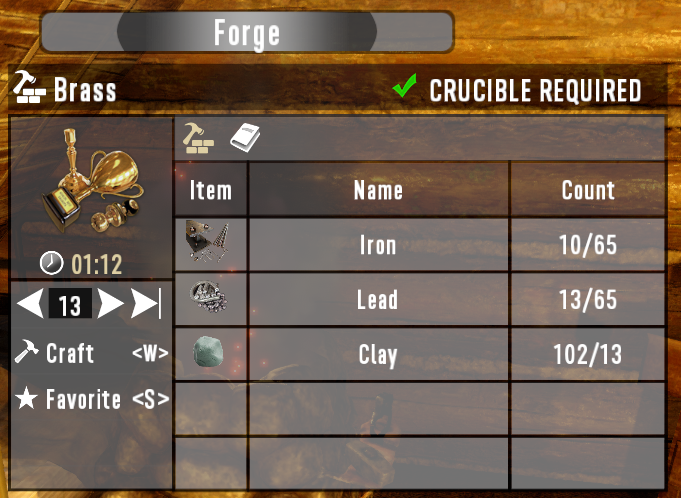 Forge
Brass
CRUCIBLE REQUIRED
Item Name Count
01:12
Iron 10/65
13
Lead 13/65
Craft <W>
Clay 102/13
Favorite <S>